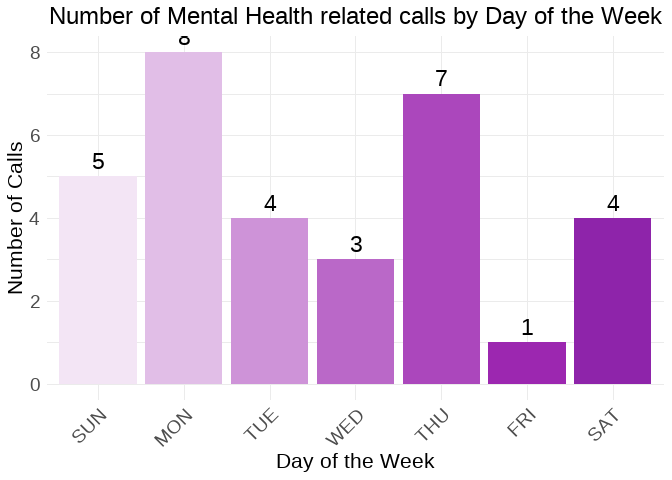 Number of Mental Health related calls by Day of the Week
8
8
7
6
5
4
4
4
3
2
1
0
Number of Calls
SUN
MON
TUE
WED
THU
FRI
SAT
Day of the Week